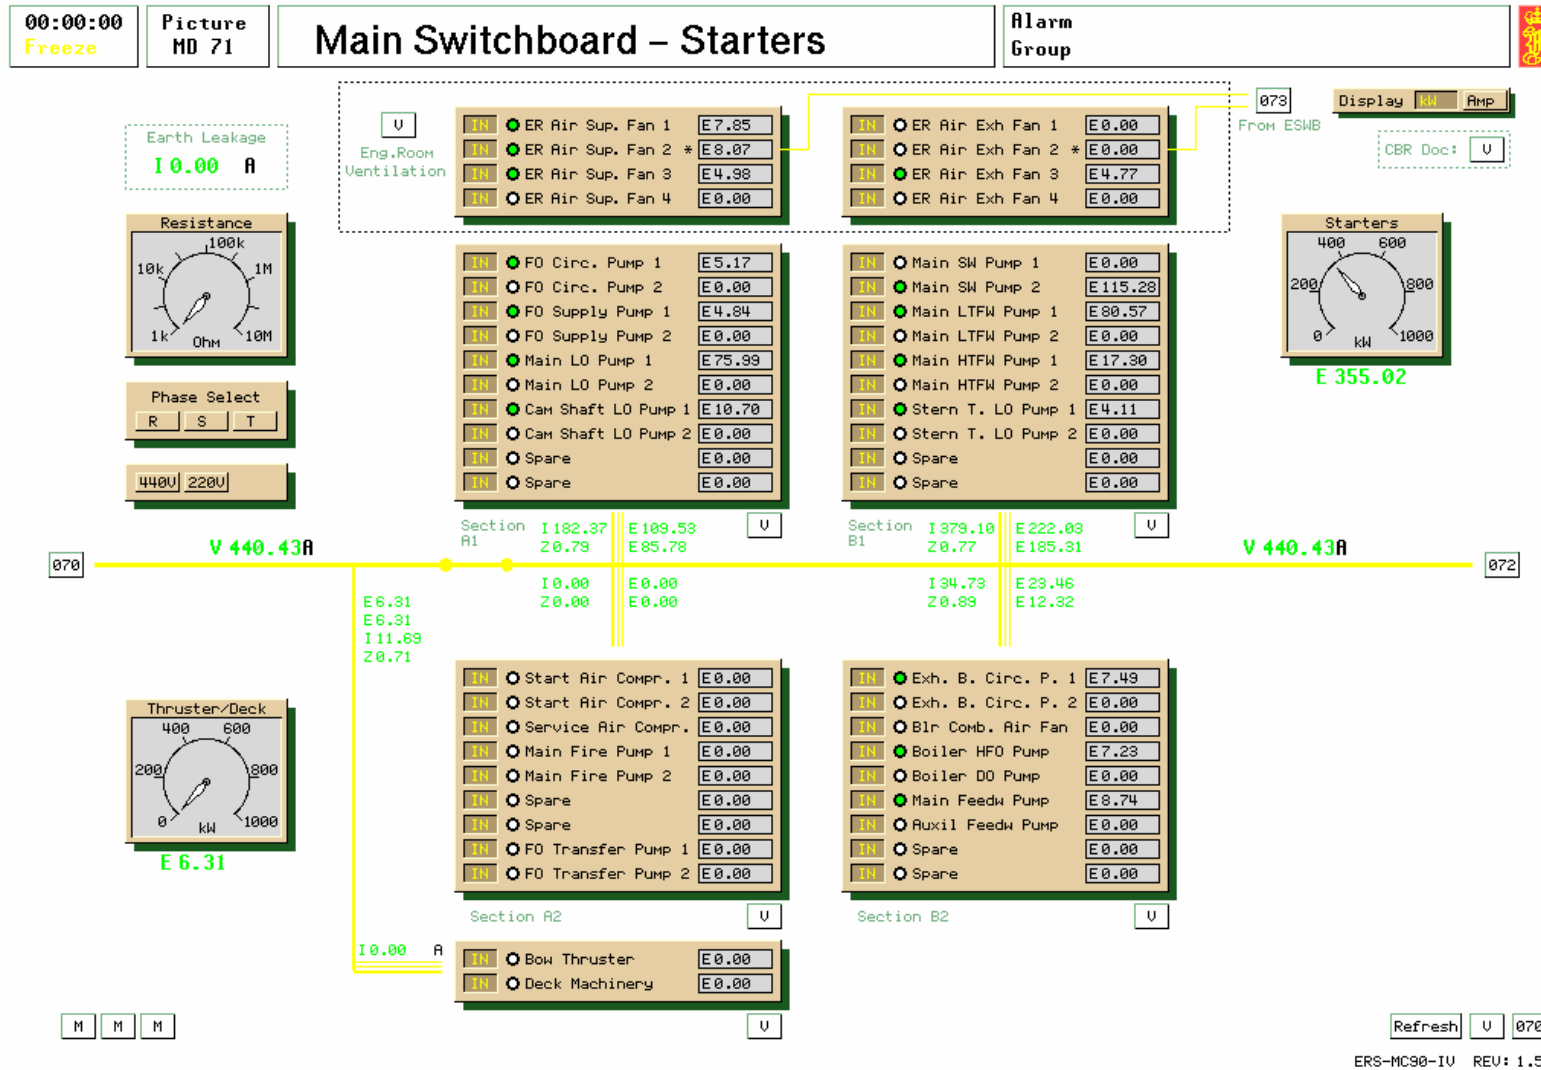 00:00:00
Freeze
Picture
MD 71
Main Switchboard – Starters
Alarm
Group
Earth Leakage
I 0.00 A
V
Eng.Room
Ventilation
IN ER Air Sup. Fan 1 E 7.85
IN ER Air Sup. Fan 2 * E 8.07
IN ER Air Sup. Fan 3 E 4.98
IN ER Air Sup. Fan 4 E 0.00
IN ER Air Exh Fan 1 E 0.00
IN ER Air Exh Fan 2 * E 0.00
IN ER Air Exh Fan 3 E 4.77
IN ER Air Exh Fan 4 E 0.00
073
From ESWB
Display kW Amp
CBR Doc: V
Resistance
1k 10k 100k 1M 10M
Ohm
Phase Select
R S T
440V 220V
IN FO Circ. Pump 1 E 5.17
IN FO Circ. Pump 2 E 0.00
IN FO Supply Pump 1 E 4.84
IN FO Supply Pump 2 E 0.00
IN Main LO Pump 1 E 75.99
IN Main LO Pump 2 E 0.00
IN Cam Shaft LO Pump 1 E 10.70
IN Cam Shaft LO Pump 2 E 0.00
IN Spare E 0.00
IN Spare E 0.00
IN Main SW Pump 1 E 0.00
IN Main SW Pump 2 E 115.28
IN Main LTFW Pump 1 E 80.57
IN Main LTFW Pump 2 E 0.00
IN Main HTFW Pump 1 E 17.30
IN Main HTFW Pump 2 E 0.00
IN Stern T. LO Pump 1 E 4.11
IN Stern T. LO Pump 2 E 0.00
IN Spare E 0.00
IN Spare E 0.00
Starters
0 200 400 600 800 1000
kW
E 355.02
Section
A1
I 182.37 E 109.53
Z 0.79 E 85.78
V
Section
B1
I 379.10 E 222.03
Z 0.77 E 185.31
V
070
V 440.43A
V 440.43A
072
I 0.00 E 0.00
Z 0.00 E 0.00
I 34.73 E 23.46
Z 0.89 E 12.32
E 6.31
E 6.31
I 11.69
Z 0.71
Thruster/Deck
0 200 400 600 800 1000
kW
E 6.31
IN Start Air Compr. 1 E 0.00
IN Start Air Compr. 2 E 0.00
IN Service Air Compr. E 0.00
IN Main Fire Pump 1 E 0.00
IN Main Fire Pump 2 E 0.00
IN Spare E 0.00
IN Spare E 0.00
IN FO Transfer Pump 1 E 0.00
IN FO Transfer Pump 2 E 0.00
Section A2
V
IN Exh. B. Circ. P. 1 E 7.49
IN Exh. B. Circ. P. 2 E 0.00
IN Blr Comb. Air Fan E 0.00
IN Boiler HFO Pump E 7.23
IN Boiler DO Pump E 0.00
IN Main Feedw Pump E 8.74
IN Auxil Feedw Pump E 0.00
IN Spare E 0.00
IN Spare E 0.00
Section B2
V
I 0.00 A
IN Bow Thruster E 0.00
IN Deck Machinery E 0.00
V
M M M
Refresh V 070
ERS-MC90-IV REV: 1.5